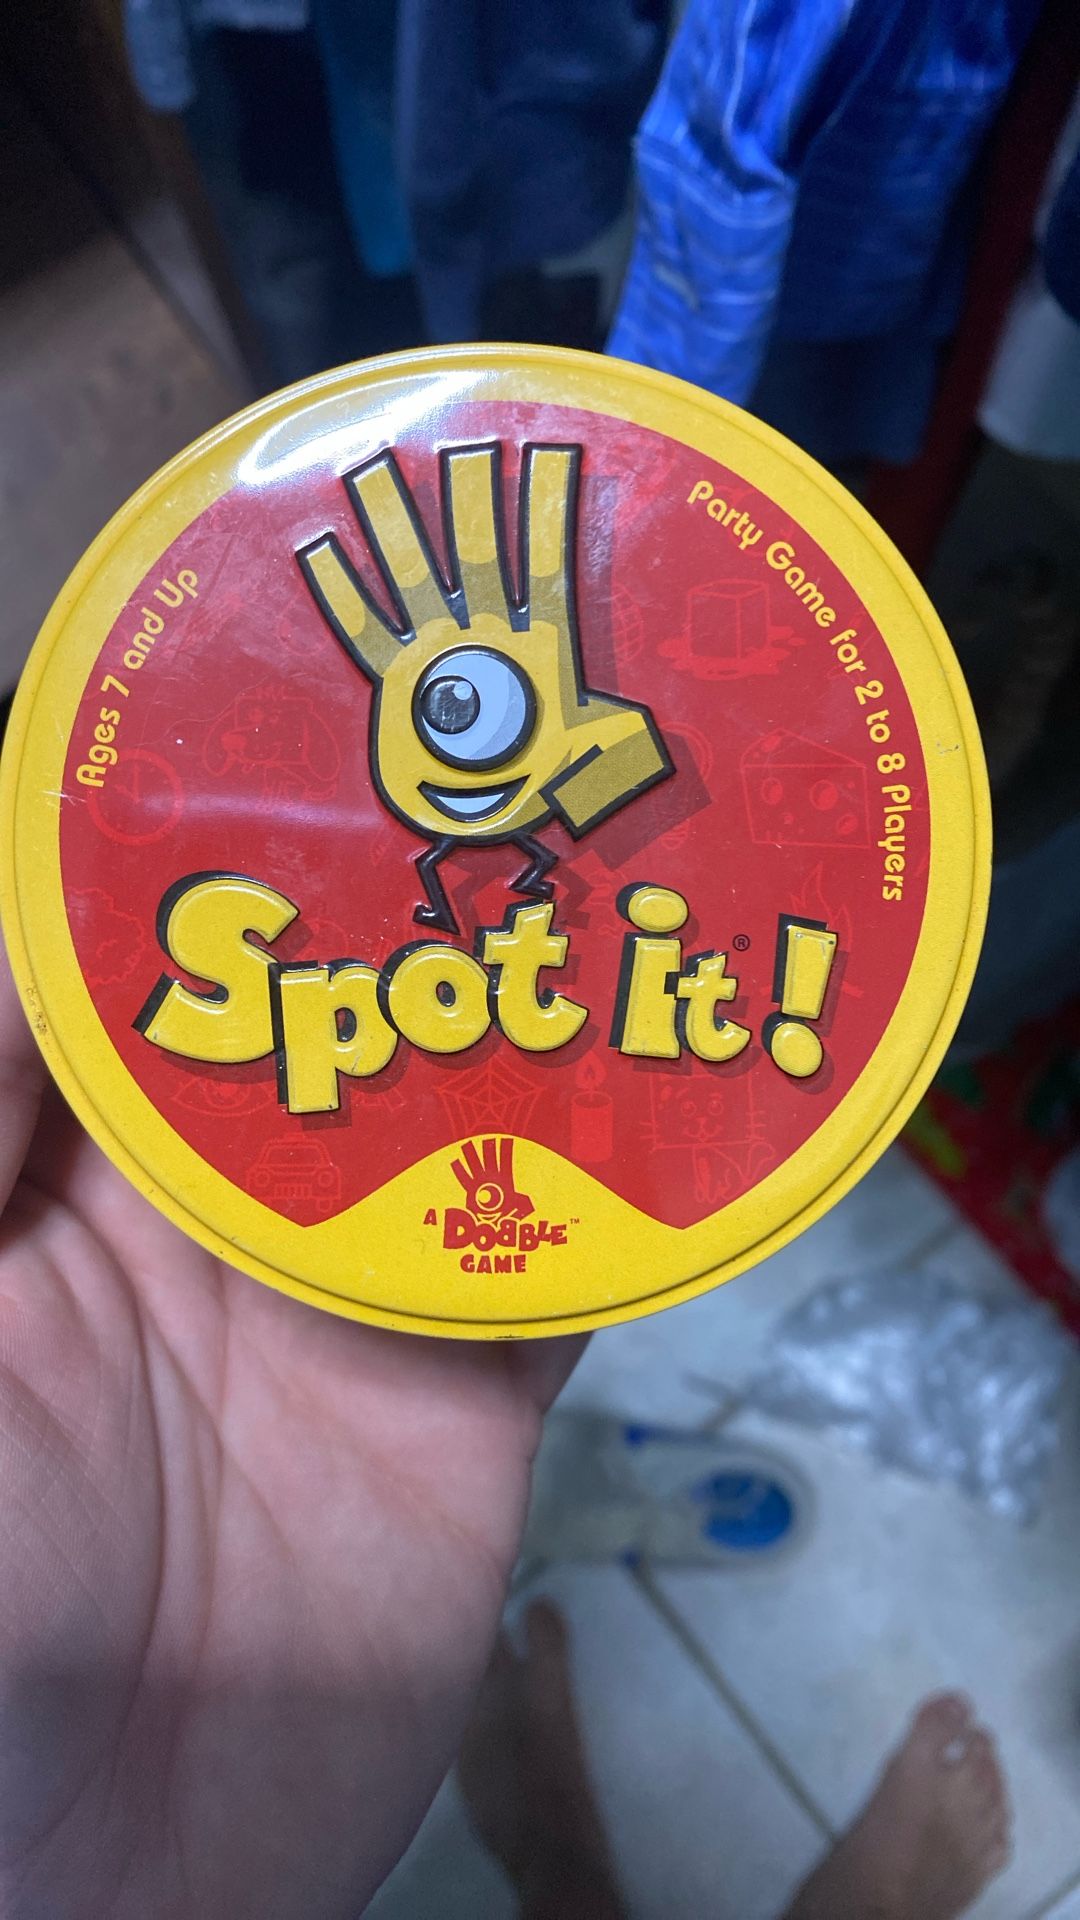 Ages 7 and Up
Party Game for 2 to 8 Players
Spot it!®
A DOBBLE™
GAME